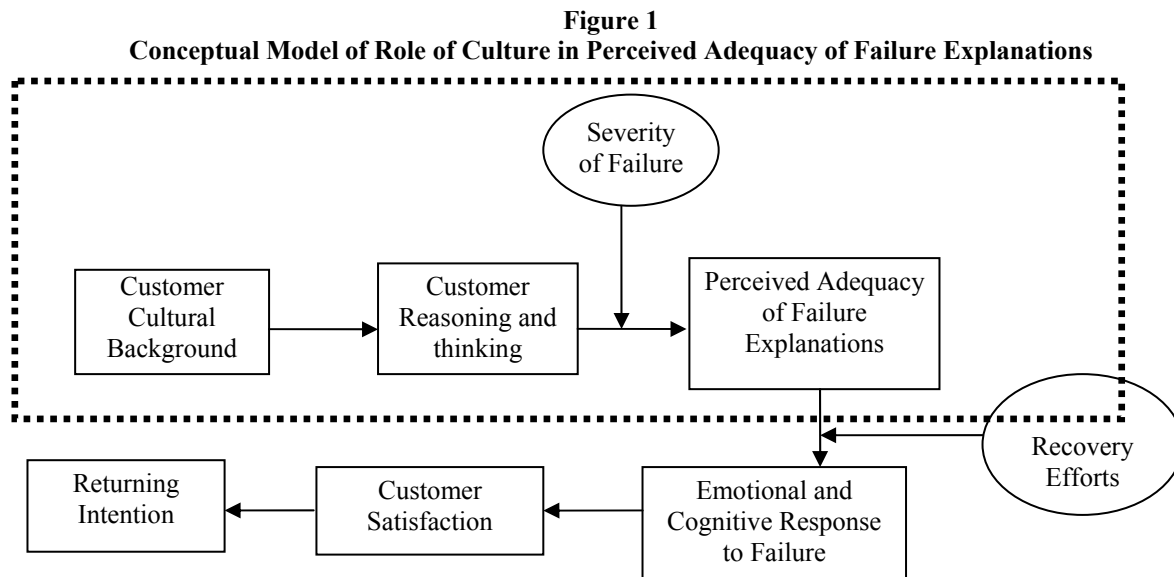 Figure 1
Conceptual Model of Role of Culture in Perceived Adequacy of Failure Explanations
Severity
of Failure
Customer
Cultural
Background
Customer
Reasoning and
thinking
Perceived Adequacy
of Failure
Explanations
Recovery
Efforts
Returning
Intention
Customer
Satisfaction
Emotional and
Cognitive Response
to Failure